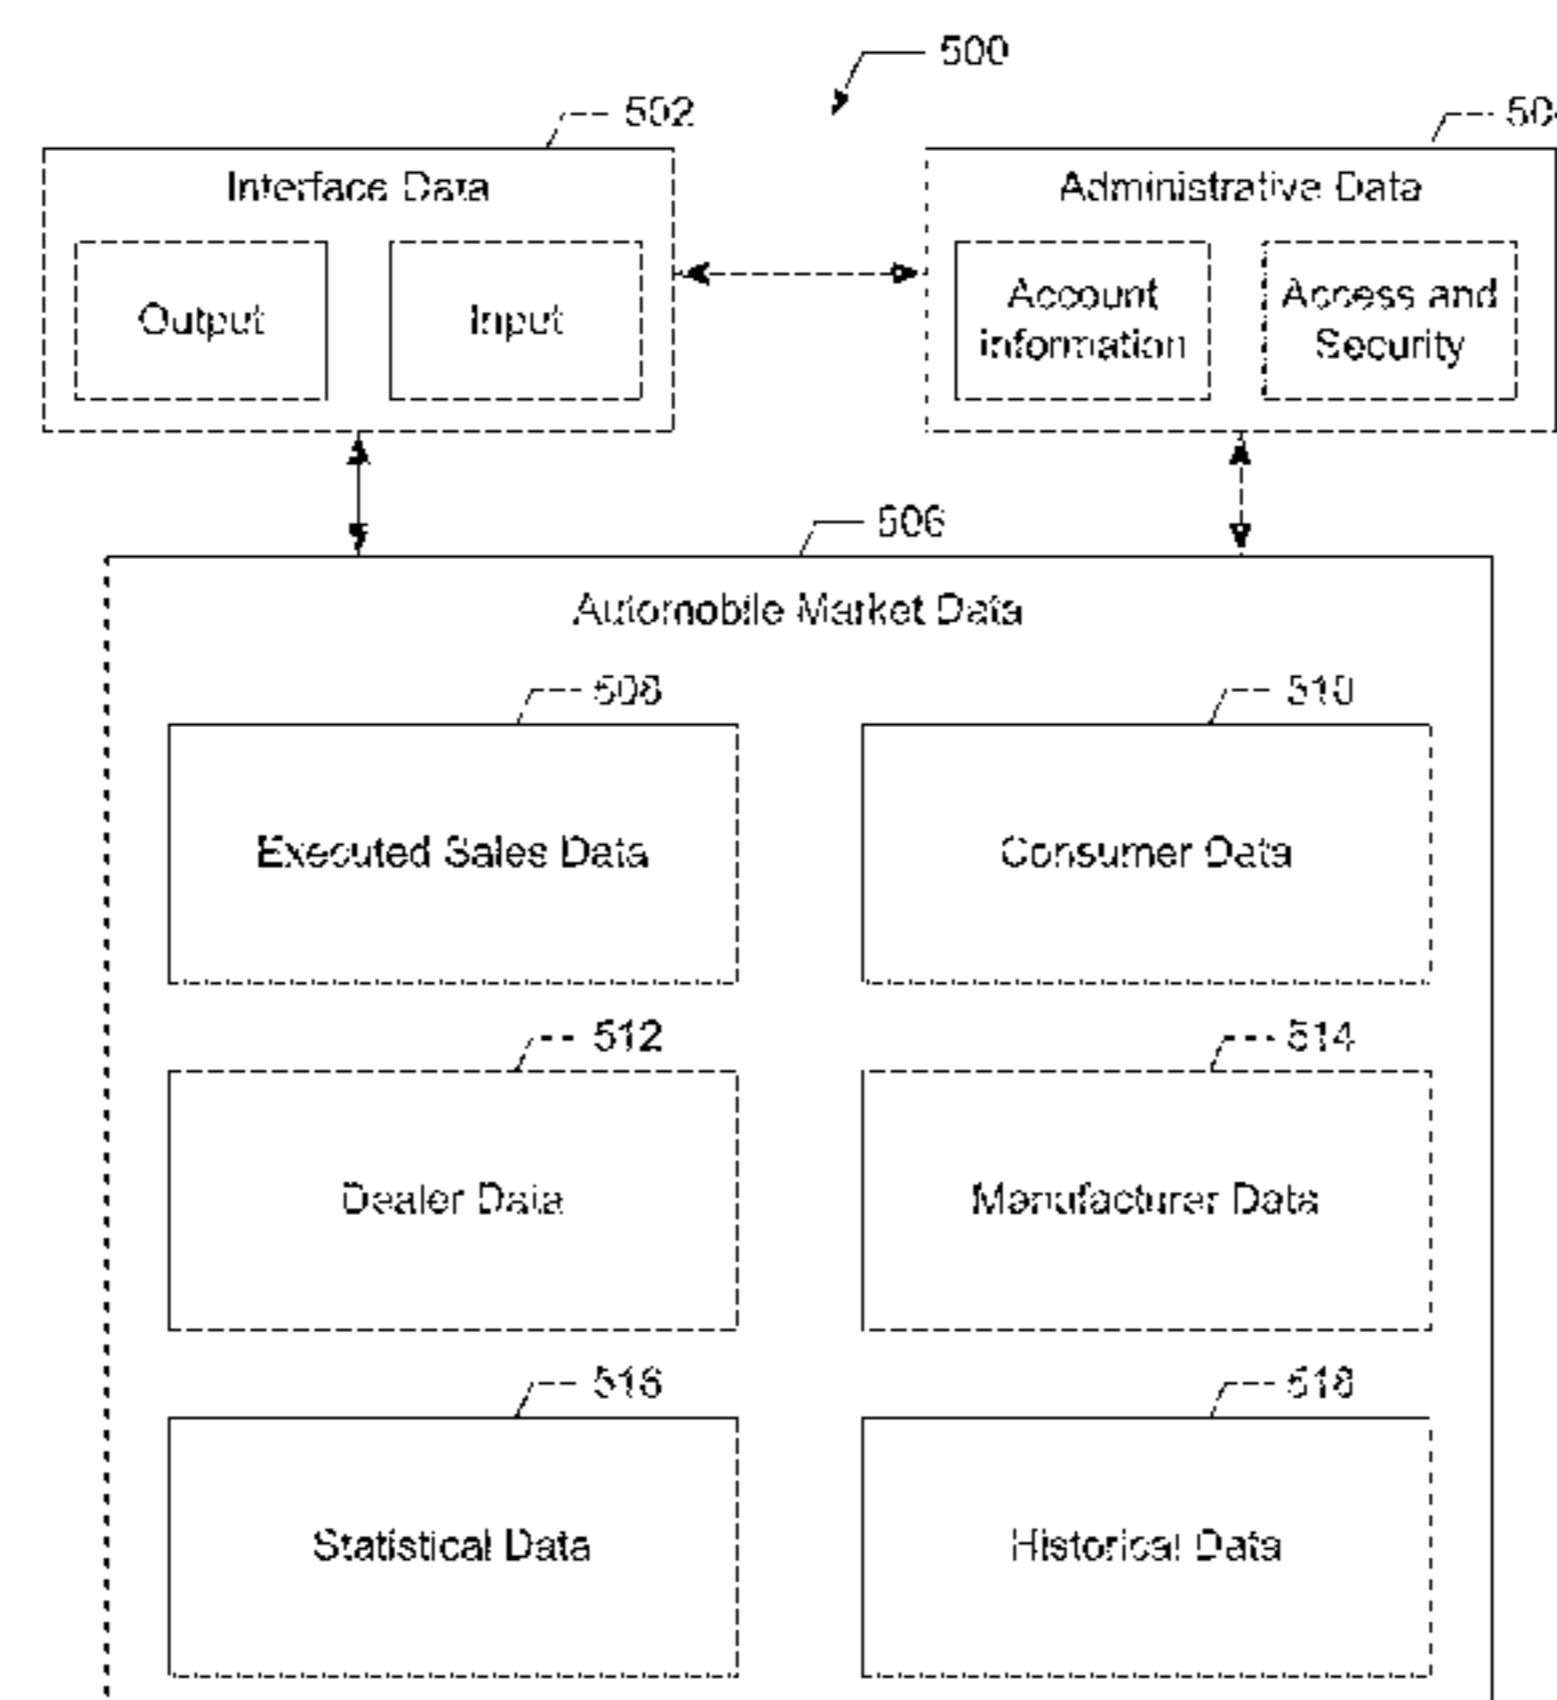 500
502
Interface Data
Administrative Data
Output
Input
Account
information
Access and
Security
506
Automobile Market Data
508
510
Executed Sales Data
Consumer Data
512
514
Dealer Data
Manufacturer Data
516
518
Statistical Data
Historical Data